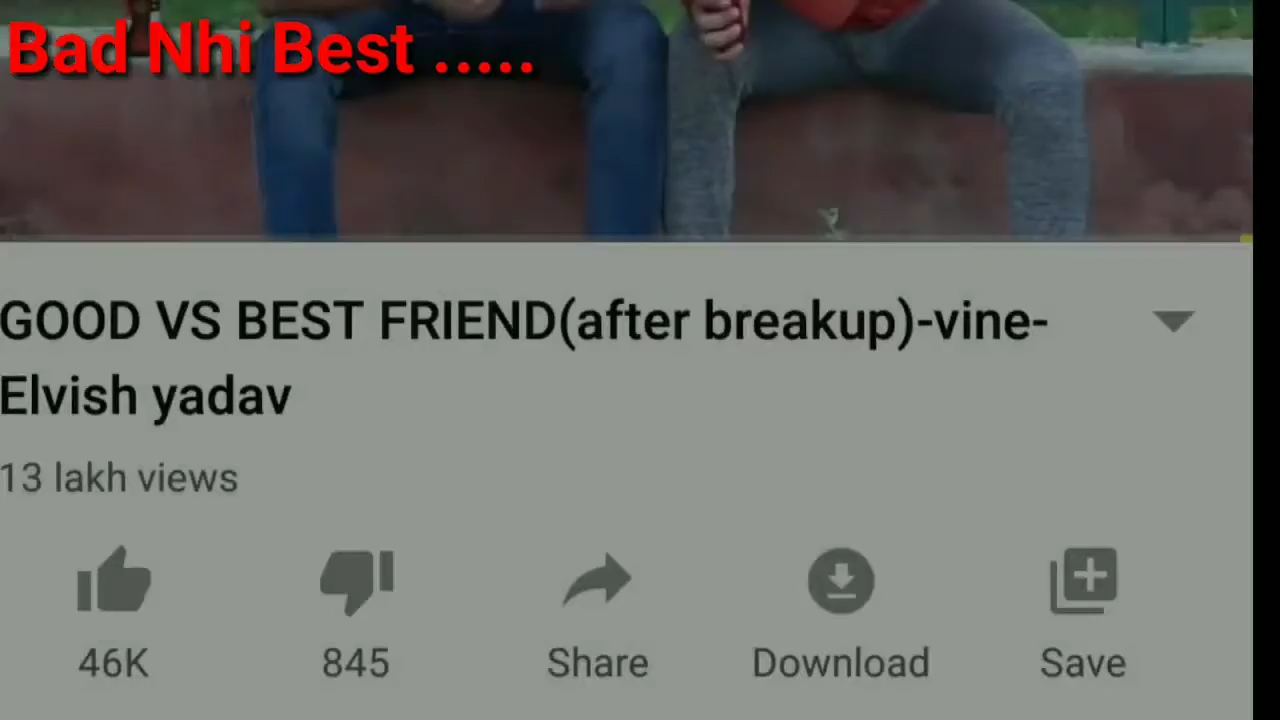 Bad Nhi Best .....
GOOD VS BEST FRIEND(after breakup)-vine-
Elvish yadav
13 lakh views
46K
845
Share
Download
Save